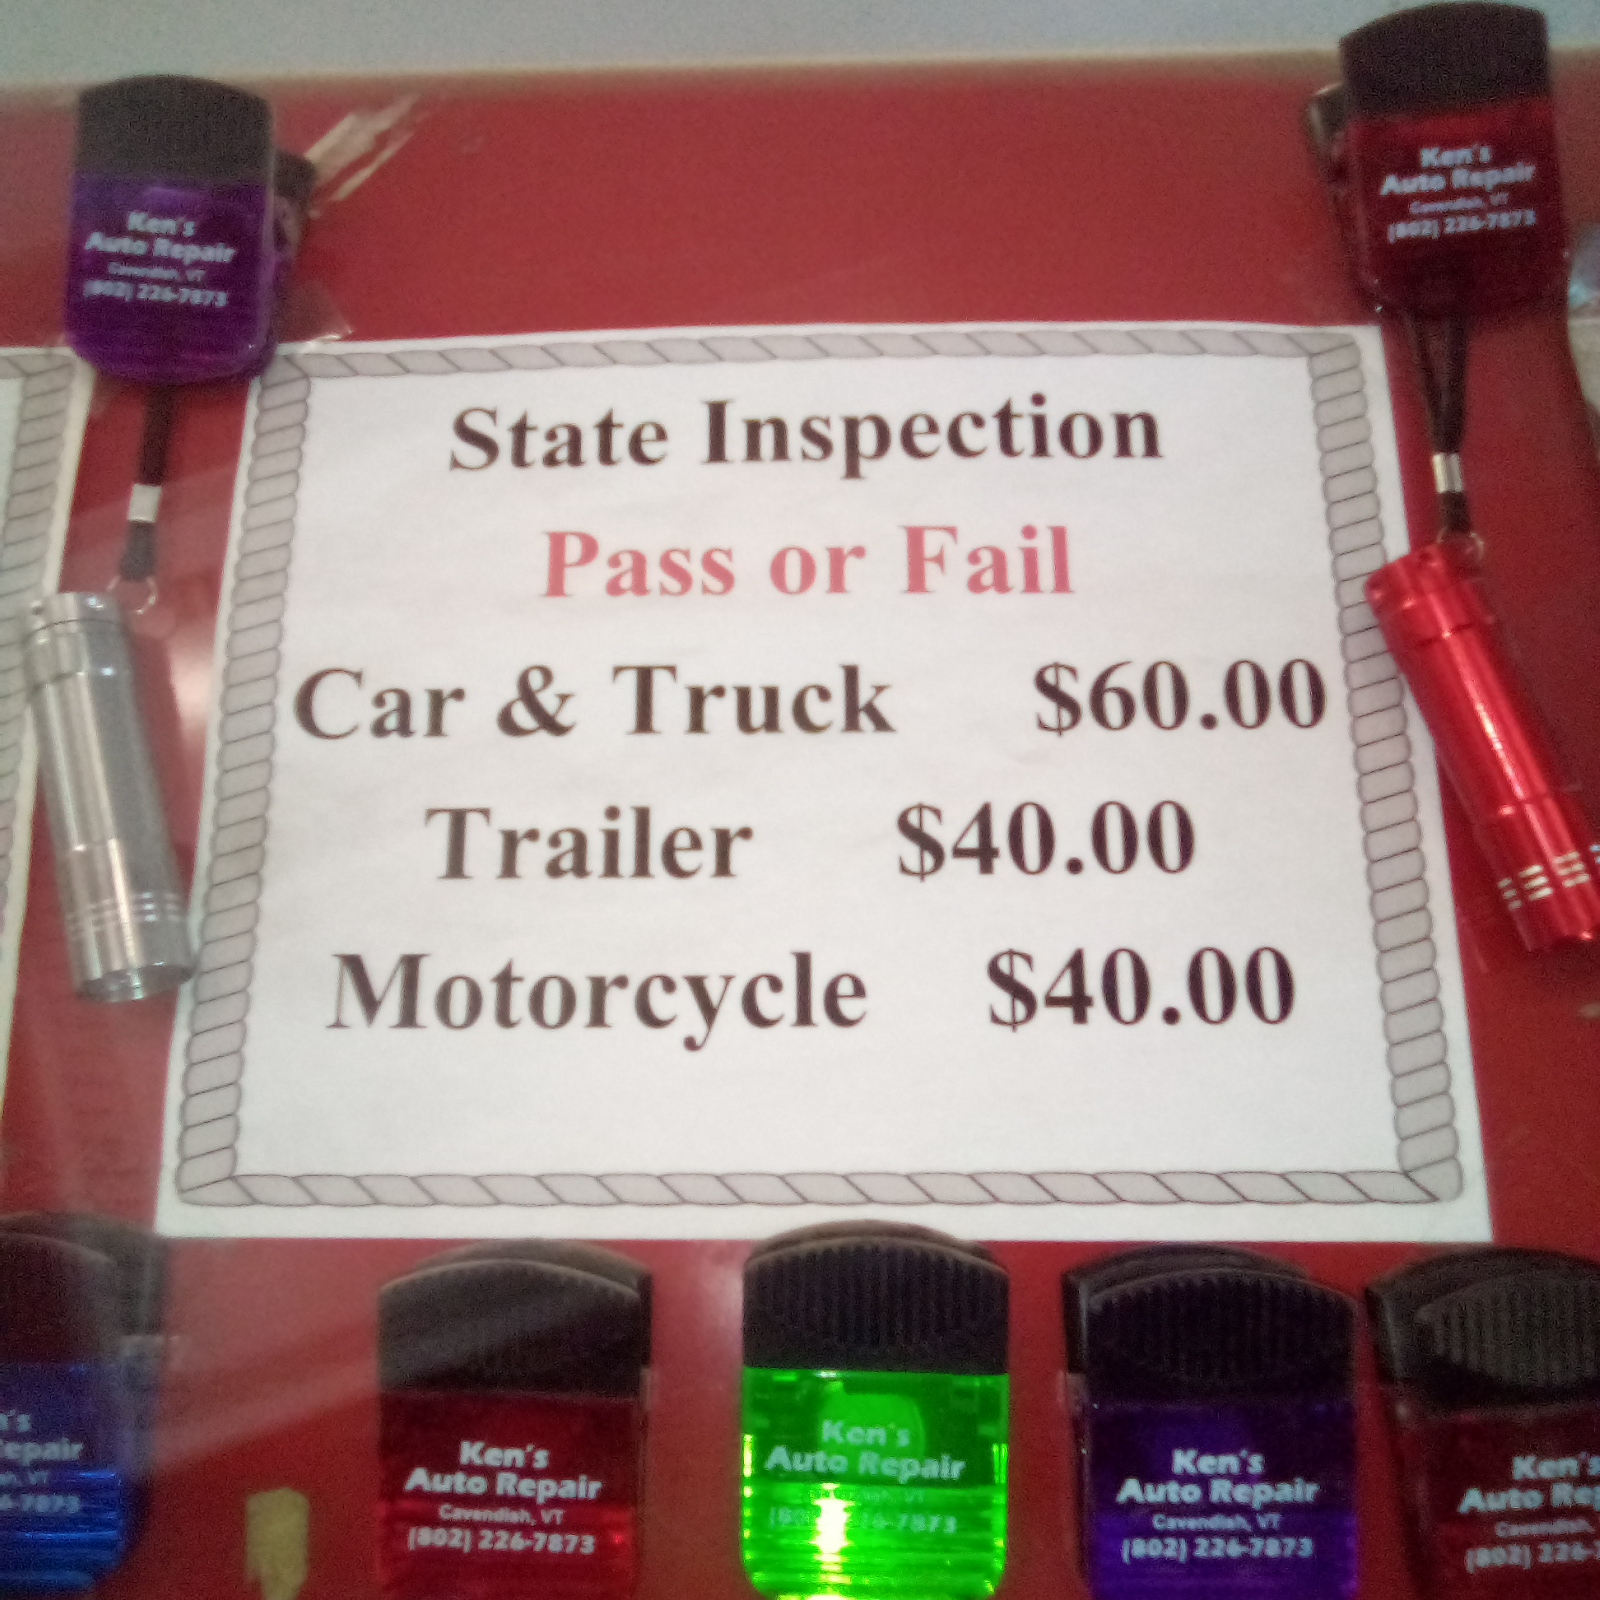 Ken's
Auto Repair
Cavendish, VT
(802) 226-7873
Ken's
Auto Repair
Cavendish, VT
(802) 226-7873
State Inspection
Pass or Fail
Car & Truck $60.00
Trailer $40.00
Motorcycle $40.00
Ken's
Auto Repair
Cavendish, VT
(802) 226-7873
Ken's
Auto Repair
Ken's
Auto Repair
Cavendish, VT
(802) 226-7873
Ken's